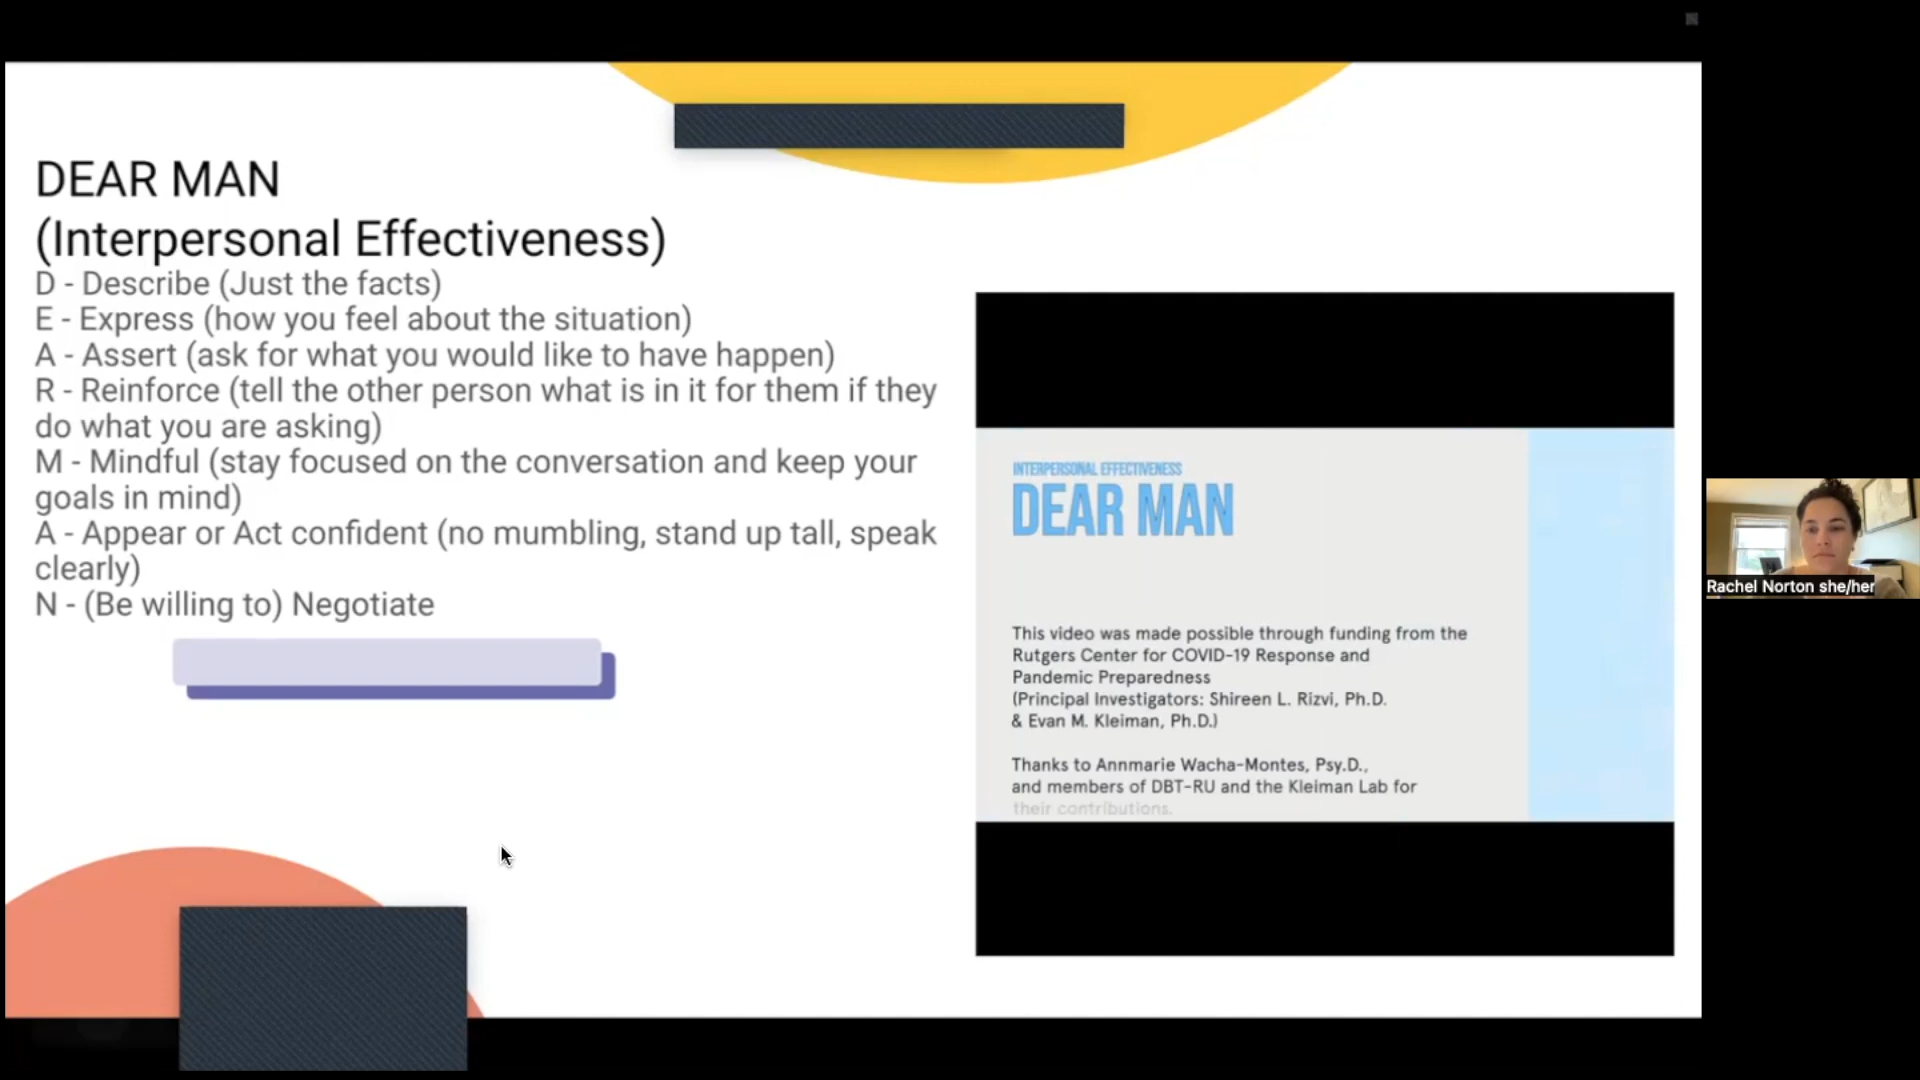 DEAR MAN
(Interpersonal Effectiveness)
D - Describe (Just the facts)
E - Express (how you feel about the situation)
A - Assert (ask for what you would like to have happen)
R - Reinforce (tell the other person what is in it for them if they
do what you are asking)
M - Mindful (stay focused on the conversation and keep your
goals in mind)
A - Appear or Act confident (no mumbling, stand up tall, speak
clearly)
N - (Be willing to) Negotiate
INTERPERSONAL EFFECTIVENESS
DEAR MAN
This video was made possible through funding from the
Rutgers Center for COVID-19 Response and
Pandemic Preparedness
(Principal Investigators: Shireen L. Rizvi, Ph.D.
& Evan M. Kleiman, Ph.D.)
Thanks to Annmarie Wacha-Montes, Psy.D.,
and members of DBT-RU and the Kleiman Lab for
their contributions.
Rachel Norton she/her